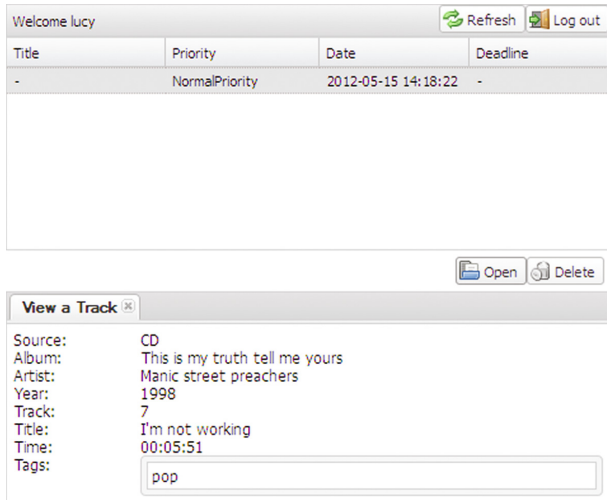 Welcome lucy Refresh Log out
Title Priority Date Deadline
- NormalPriority 2012-05-15 14:18:22 -
Open Delete
View a Track
Source: CD
Album: This is my truth tell me yours
Artist: Manic street preachers
Year: 1998
Track: 7
Title: I'm not working
Time: 00:05:51
Tags:
pop